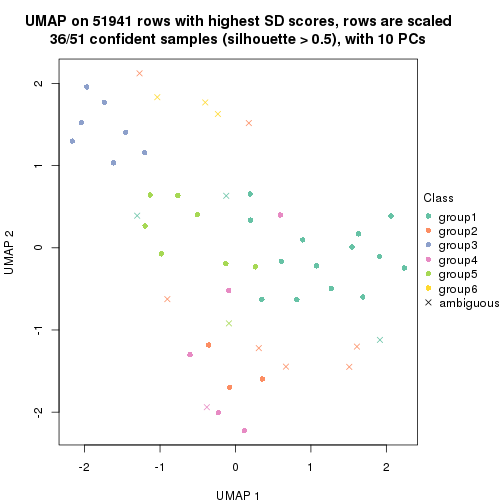 UMAP on 51941 rows with highest SD scores, rows are scaled
36/51 confident samples (silhouette > 0.5), with 10 PCs
Class
group1
group2
group3
group4
group5
group6
ambiguous
UMAP 2
2
1
0
-1
-2
-2
-1
0
1
2
UMAP 1